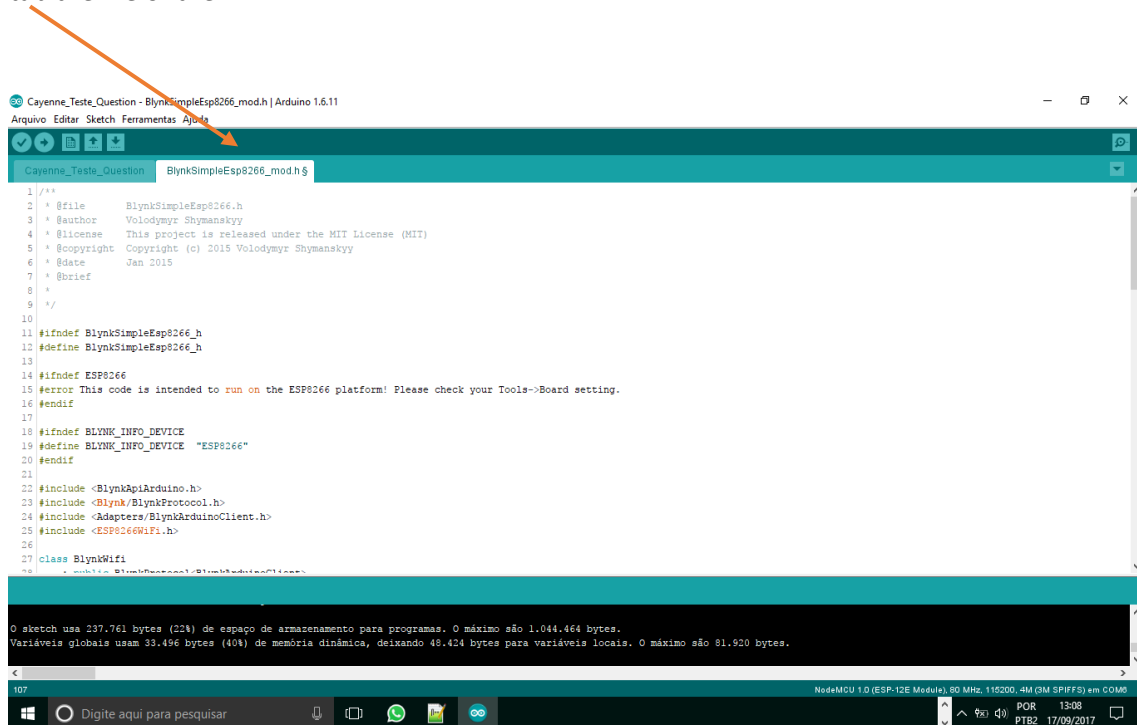 Cayenne_Teste_Question - BlynkSimpleEsp8266_mod.h | Arduino 1.6.11
Arquivo Editar Sketch Ferramentas Ajuda
Cayenne_Teste_Question BlynkSimpleEsp8266_mod.h §
1 /**
2 * @file BlynkSimpleEsp8266.h
3 * @author Volodymyr Shymanskyy
4 * @license This project is released under the MIT License (MIT)
5 * @copyright Copyright (c) 2015 Volodymyr Shymanskyy
6 * @date Jan 2015
7 * @brief
8 *
9 */
10
11 #ifndef BlynkSimpleEsp8266_h
12 #define BlynkSimpleEsp8266_h
13
14 #ifndef ESP8266
15 #error This code is intended to run on the ESP8266 platform! Please check your Tools->Board setting.
16 #endif
17
18 #ifndef BLYNK_INFO_DEVICE
19 #define BLYNK_INFO_DEVICE "ESP8266"
20 #endif
21
22 #include <BlynkApiArduino.h>
23 #include <Blynk/BlynkProtocol.h>
24 #include <Adapters/BlynkArduinoClient.h>
25 #include <ESP8266WiFi.h>
26
27 class BlynkWifi
28 : public BlynkProtocol<BlynkArduinoClient>
O sketch usa 237.761 bytes (22%) de espaço de armazenamento para programas. O máximo são 1.044.464 bytes.
Variáveis globais usam 33.496 bytes (40%) de memória dinâmica, deixando 48.424 bytes para variáveis locais. O máximo são 81.920 bytes.
107 NodeMCU 1.0 (ESP-12E Module), 80 MHz, 115200, 4M (3M SPIFFS) em COM6
Digite aqui para pesquisar
POR 13:08
PTB2 17/09/2017